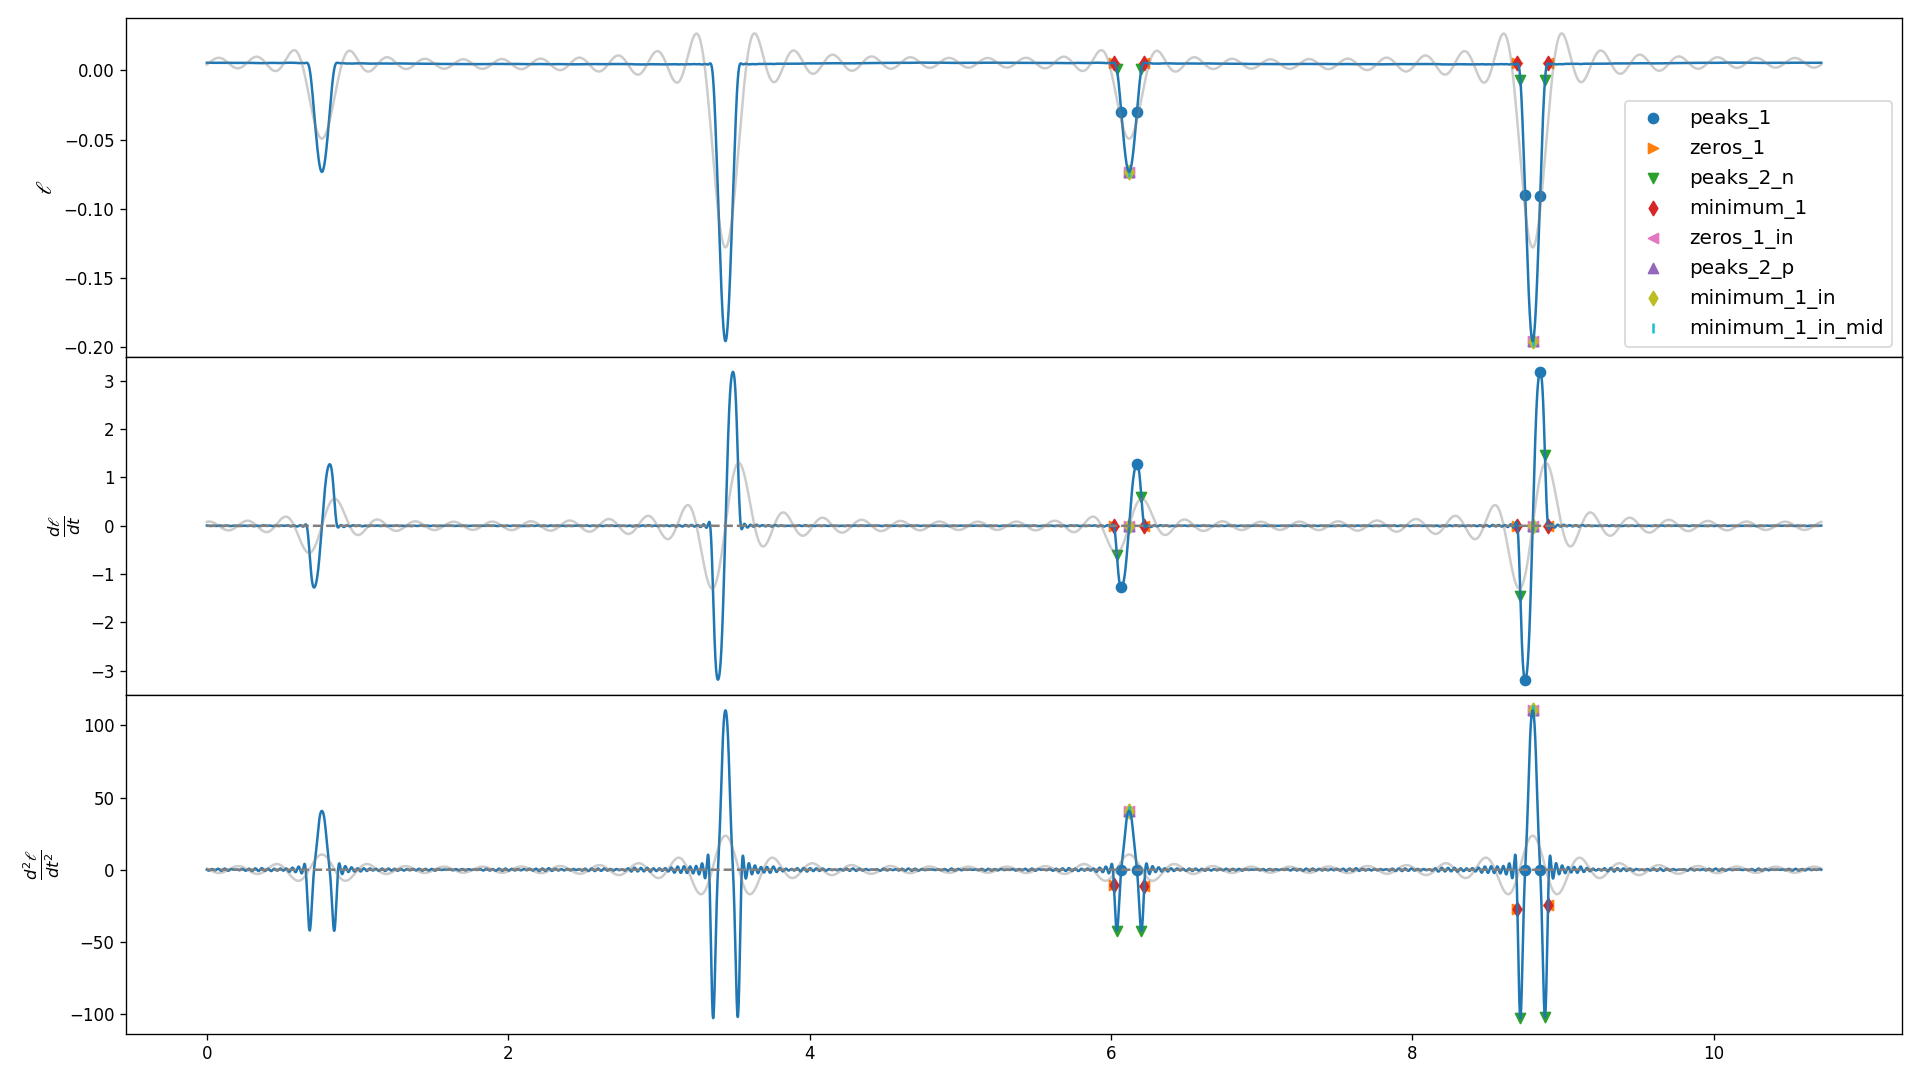 0.00
−0.05
−0.10
−0.15
−0.20
ℓ
peaks_1
zeros_1
peaks_2_n
minimum_1
zeros_1_in
peaks_2_p
minimum_1_in
minimum_1_in_mid
3
2
1
0
−1
−2
−3
dℓ
dt
100
50
0
−50
−100
d²ℓ
dt²
0 2 4 6 8 10